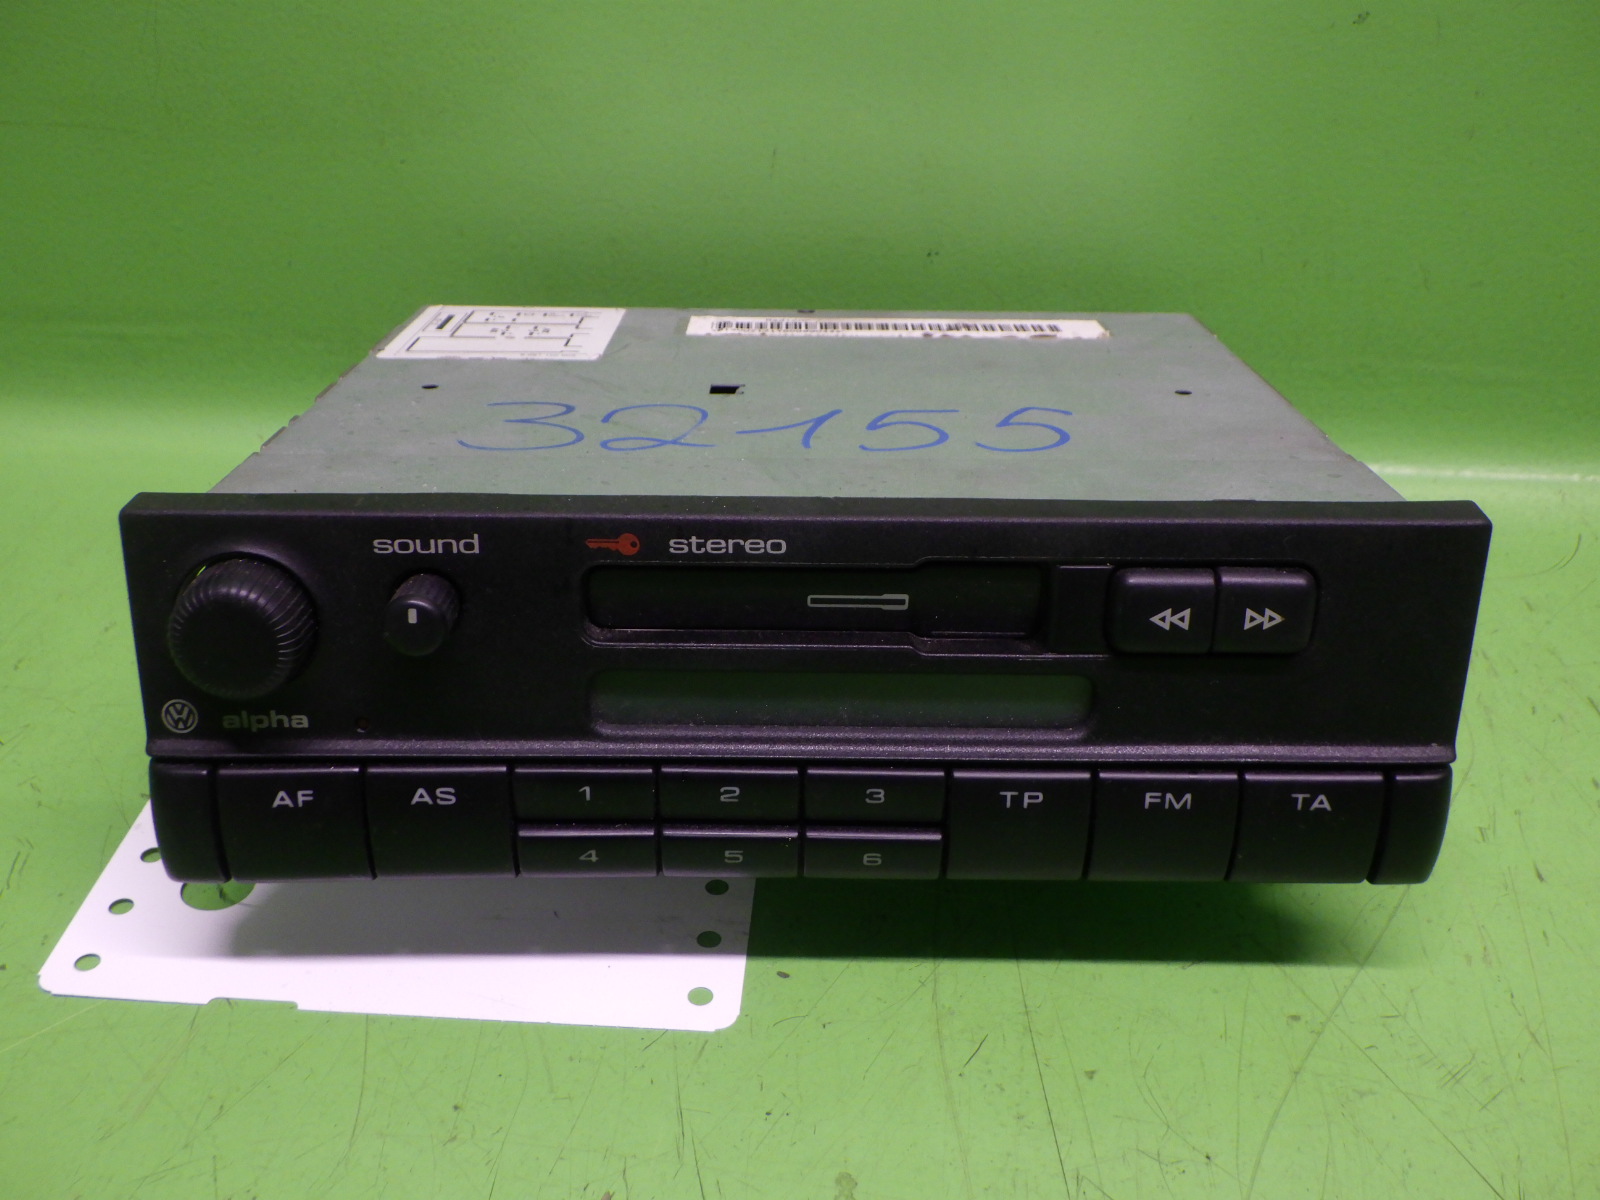 32155
sound
stereo
alpha
AF AS 1 2 3 TP FM TA
4 5 6